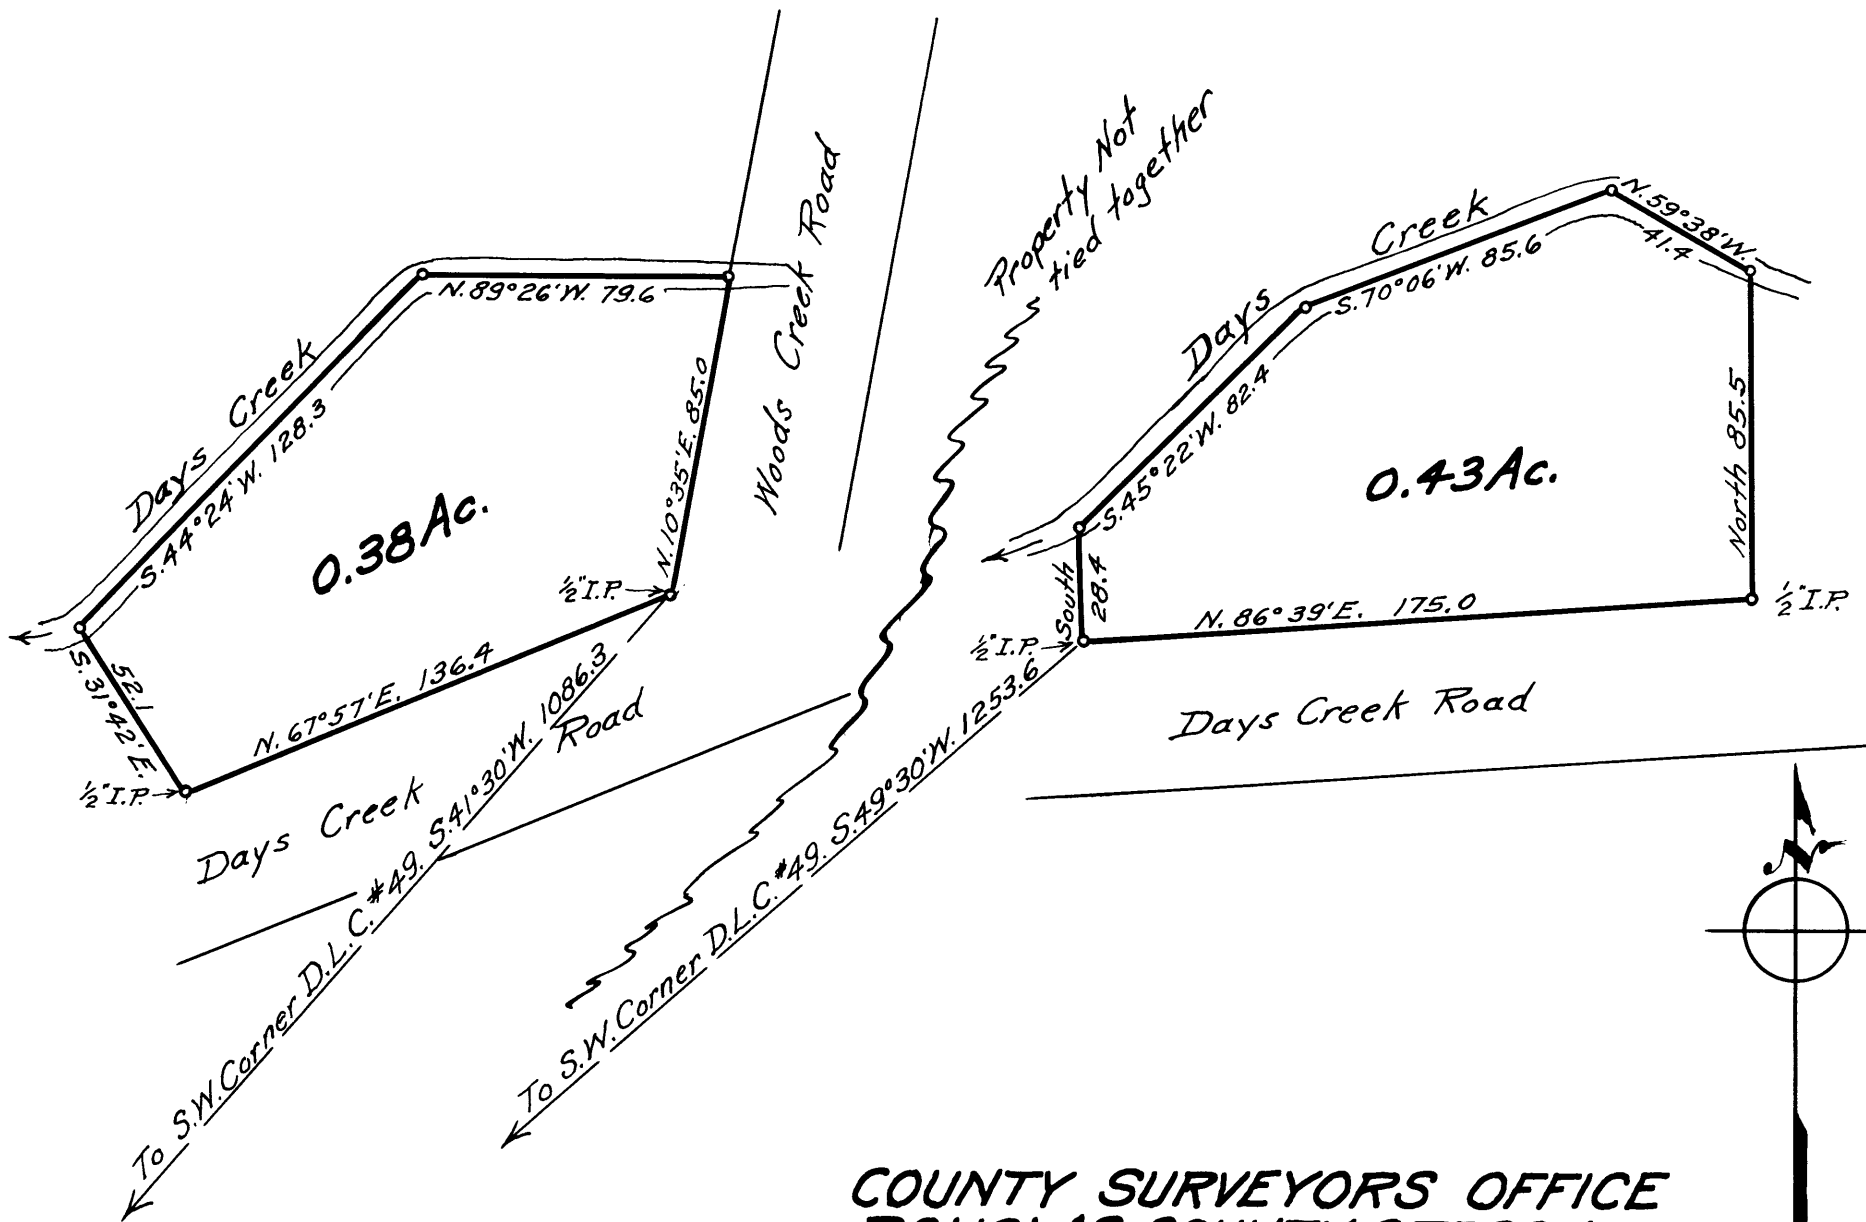 Property Not
tied together
Woods Creek Road
Days Creek
N. 89°26'W. 79.6
S. 44°24'W. 128.3
N. 10°35'E. 85.0
0.38 Ac.
½" I.P.
S. 31°42'E.
52.1
N. 67°57'E. 136.4
½" I.P.
Days Creek Road
To S.W. Corner D.L.C. #49. S.41°30'W. 1086.3
Days Creek
N. 59°38'W.
41.4
S. 70°06'W. 85.6
S. 45°22'W. 82.4
0.43 Ac.
North 85.5
South
28.4
N. 86°39'E. 175.0
½" I.P.
½" I.P.
Days Creek Road
To S.W. Corner D.L.C. #49. S.49°30'W. 1253.6
N
COUNTY SURVEYORS OFFICE